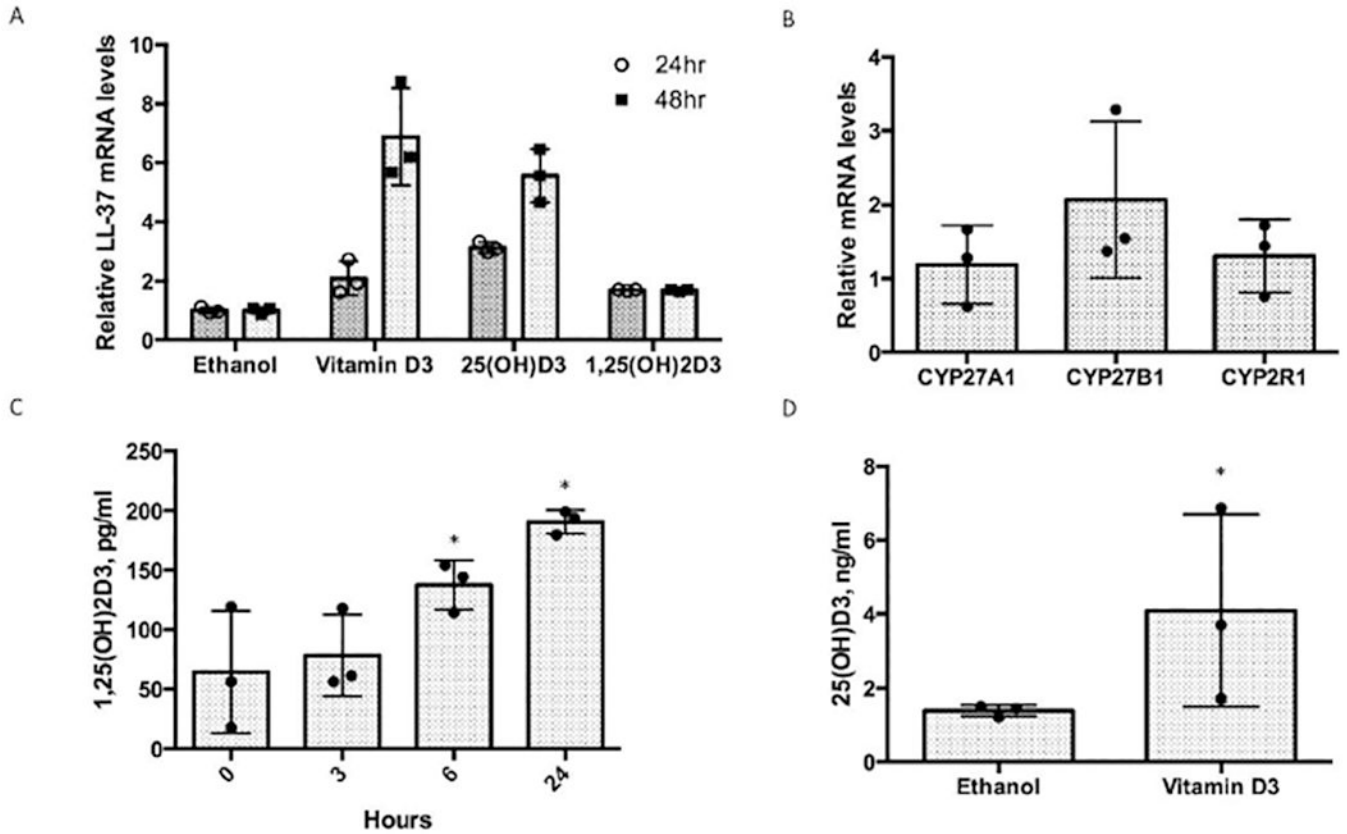 A
Relative LL-37 mRNA levels
10
8
6
4
2
0
24hr
48hr
Ethanol
Vitamin D3
25(OH)D3
1,25(OH)2D3
B
Relative mRNA levels
4
3
2
1
0
CYP27A1
CYP27B1
CYP2R1
C
1,25(OH)2D3, pg/ml
250
200
150
100
50
0
*
*
0
3
6
24
Hours
D
25(OH)D3, ng/ml
8
6
4
2
0
*
Ethanol
Vitamin D3